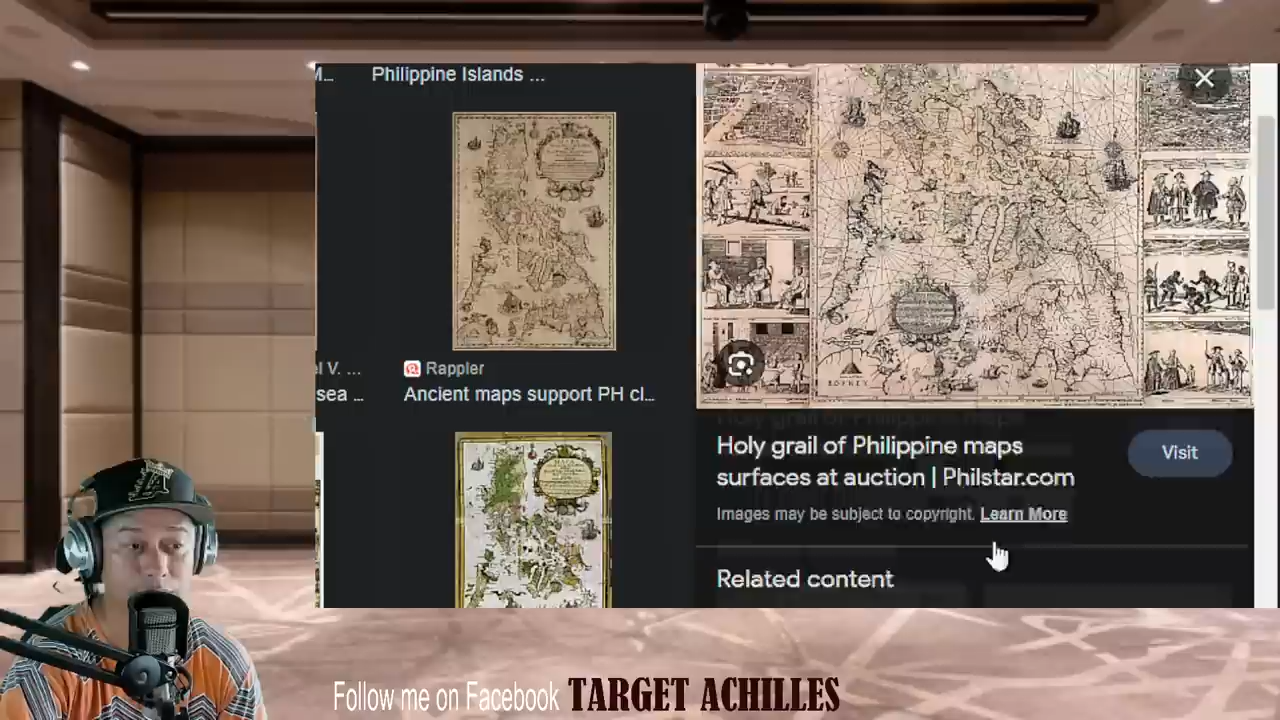 M...
Philippine Islands ...
l V. ...
sea ...
Rappler
Ancient maps support PH cl...
BORNEY
Holy grail of Philippine maps
surfaces at auction | Philstar.com
Visit
Images may be subject to copyright. Learn More
Related content
Follow me on Facebook TARGET ACHILLES